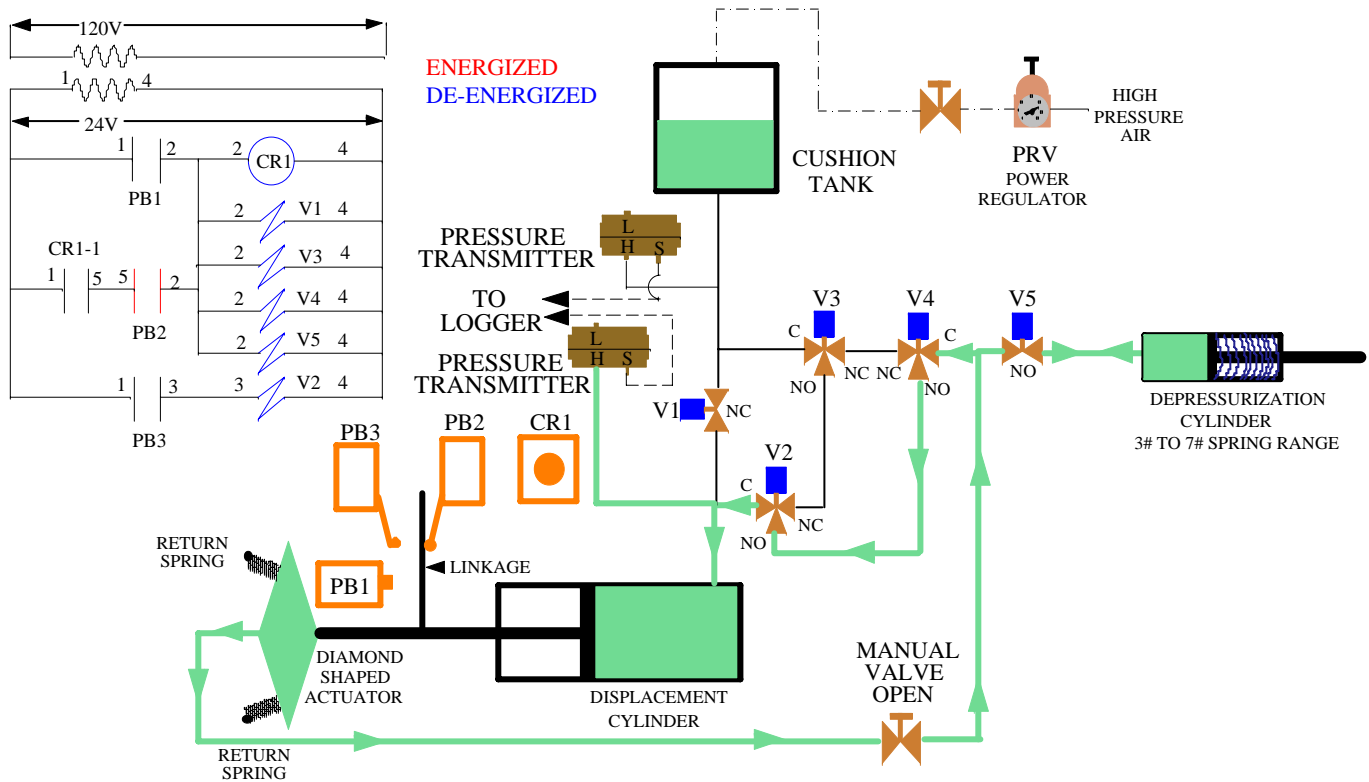 120V
1 4
24V
1 2 2 CR1 4
PB1
2 V1 4
CR1-1
2 V3 4
1 5 5 2
2 V4 4
PB2
2 V5 4
1 3 3 V2 4
PB3
ENERGIZED
DE-ENERGIZED
CUSHION
TANK
PRV
POWER
REGULATOR
HIGH
PRESSURE
AIR
PRESSURE
TRANSMITTER
L
H S
TO
LOGGER
PRESSURE
TRANSMITTER
L
H S
V3
C
NO
NC
V4
C
NC
NO
V5
NO
DEPRESSURIZATION
CYLINDER
3# TO 7# SPRING RANGE
V1
NC
V2
C
NC
NO
PB3
PB2
CR1
RETURN
SPRING
PB1
LINKAGE
DIAMOND
SHAPED
ACTUATOR
DISPLACEMENT
CYLINDER
MANUAL
VALVE
OPEN
RETURN
SPRING